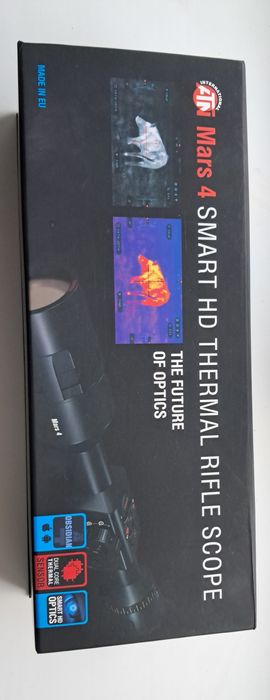 ATN
INTERNATIONAL
Mars 4 SMART HD THERMAL RIFLE SCOPE
THE FUTURE
OF OPTICS
MADE IN EU
Mars 4
OBSIDIAN
DUAL-CORE
THERMAL
SENSOR
SMART HD
OPTICS